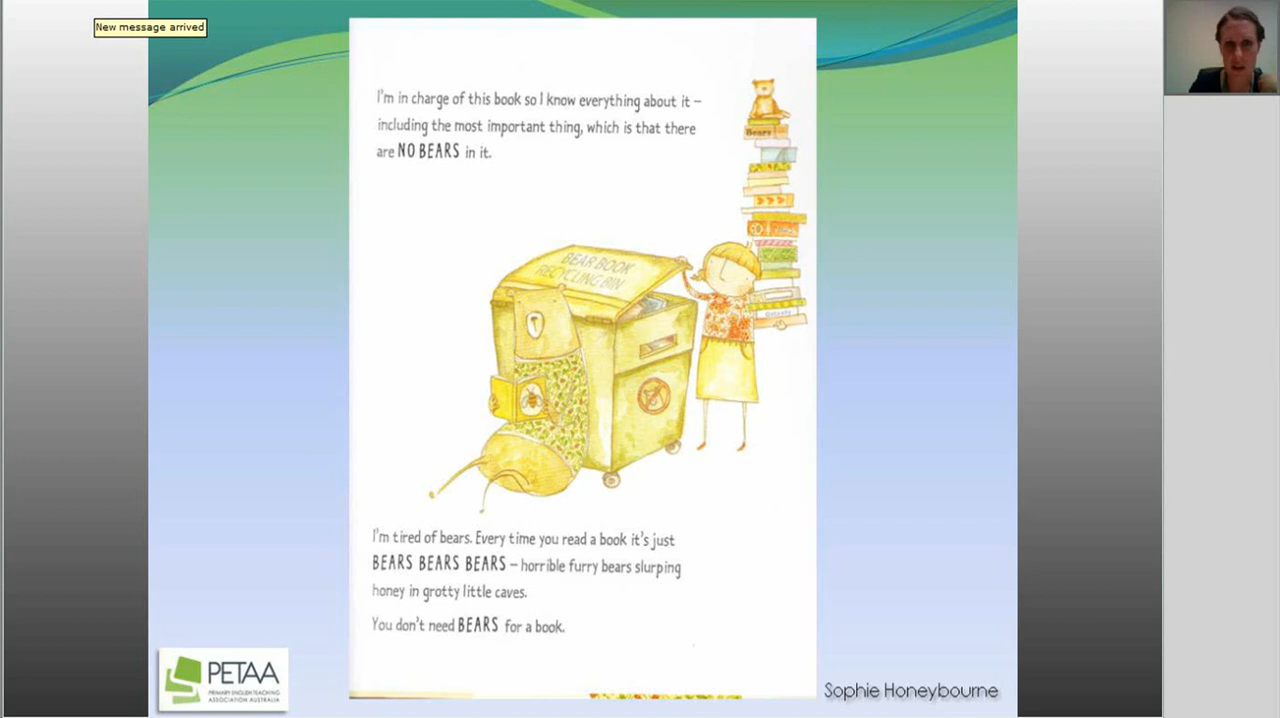 New message arrived
I'm in charge of this book so I know everything about it –
including the most important thing, which is that there
are NO BEARS in it.
Bears
BEAR BOOK
RECYCLING BIN
I'm tired of bears. Every time you read a book it's just
BEARS BEARS BEARS – horrible furry bears slurping
honey in grotty little caves.
You don't need BEARS for a book.
PETAA
PRIMARY ENGLISH TEACHING
ASSOCIATION AUSTRALIA
Sophie Honeybourne